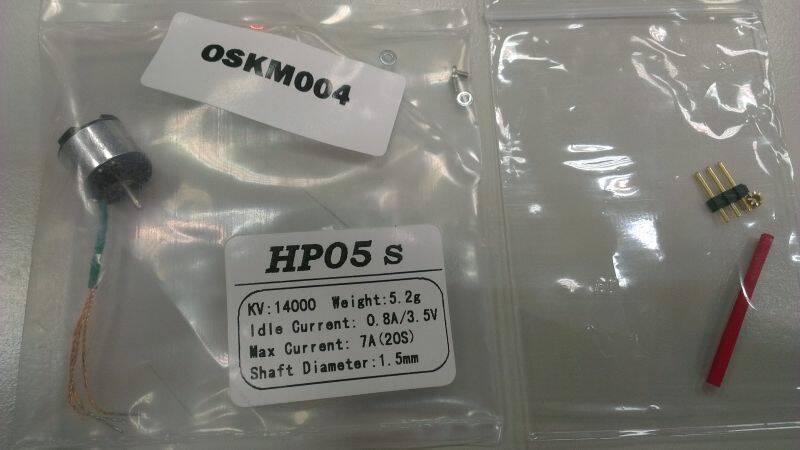 OSKM004
HP05 S
KV:14000 Weight:5.2g
Idle Current: 0.8A/3.5V
Max Current: 7A(20S)
Shaft Diameter:1.5mm